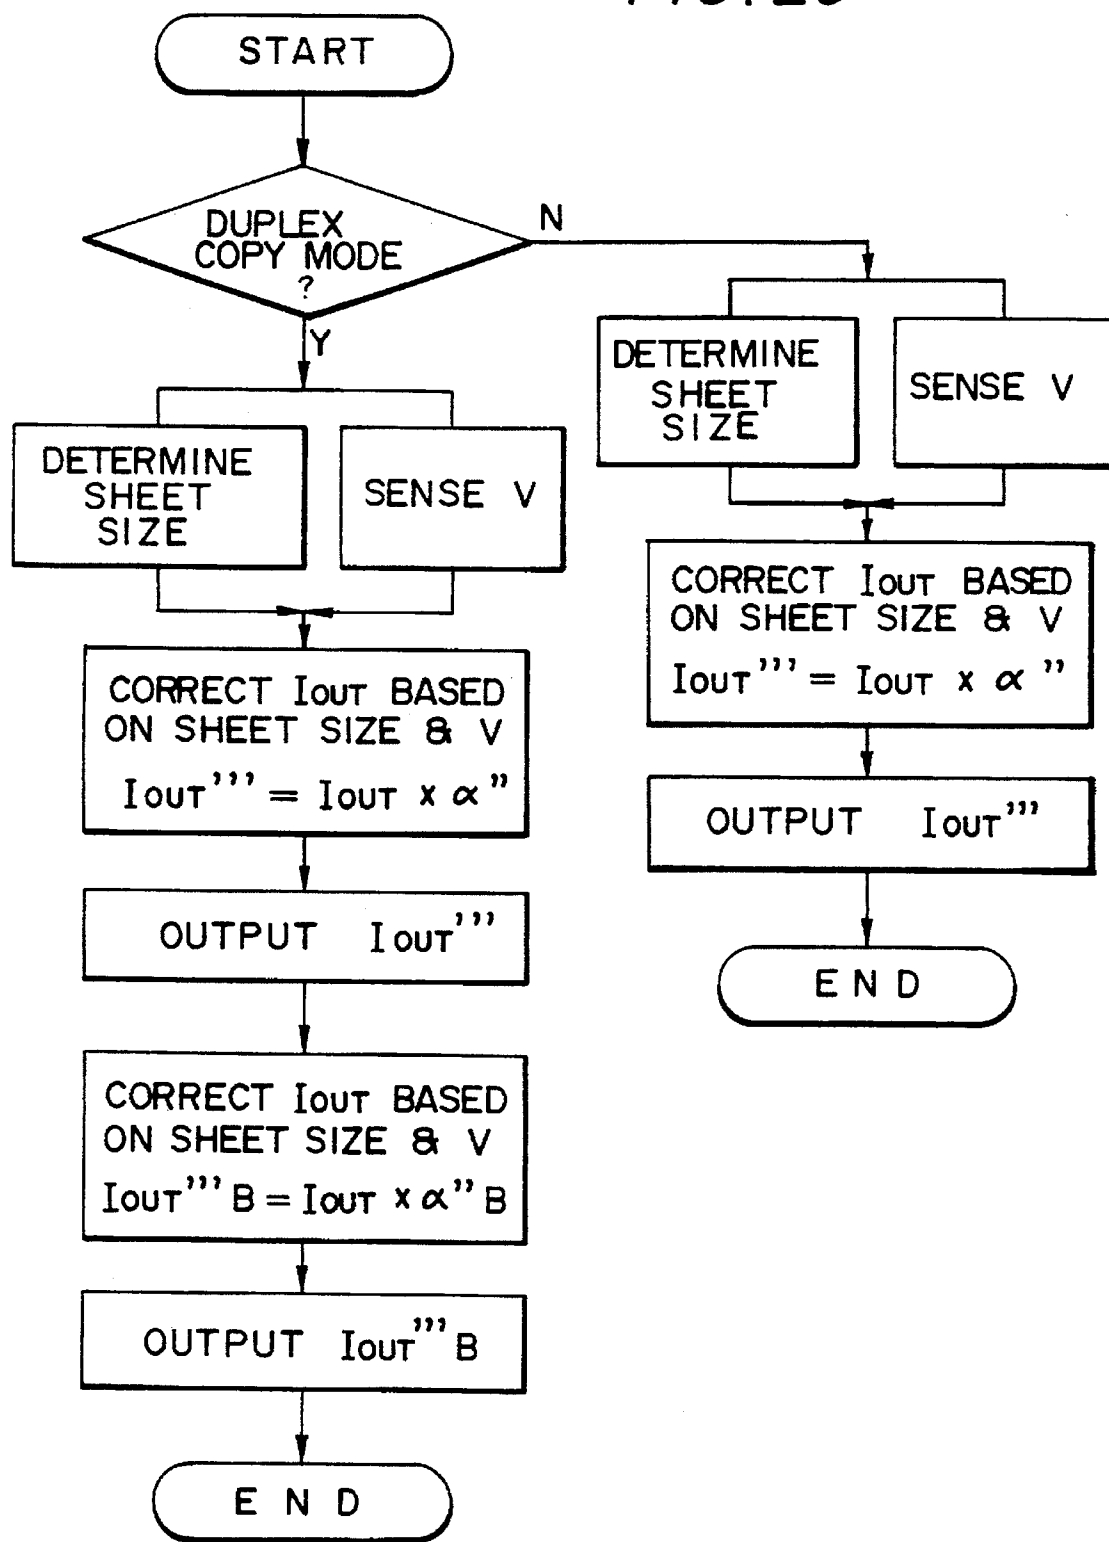 START
DUPLEX
COPY MODE
?
N
Y
DETERMINE
SHEET
SIZE
SENSE V
CORRECT IOUT BASED
ON SHEET SIZE & V
IOUT''' = IOUT x α"
OUTPUT IOUT'''
CORRECT IOUT BASED
ON SHEET SIZE & V
IOUT'''B = IOUT x α"B
OUTPUT IOUT'''B
END
DETERMINE
SHEET
SIZE
SENSE V
CORRECT IOUT BASED
ON SHEET SIZE & V
IOUT''' = IOUT x α"
OUTPUT IOUT'''
END